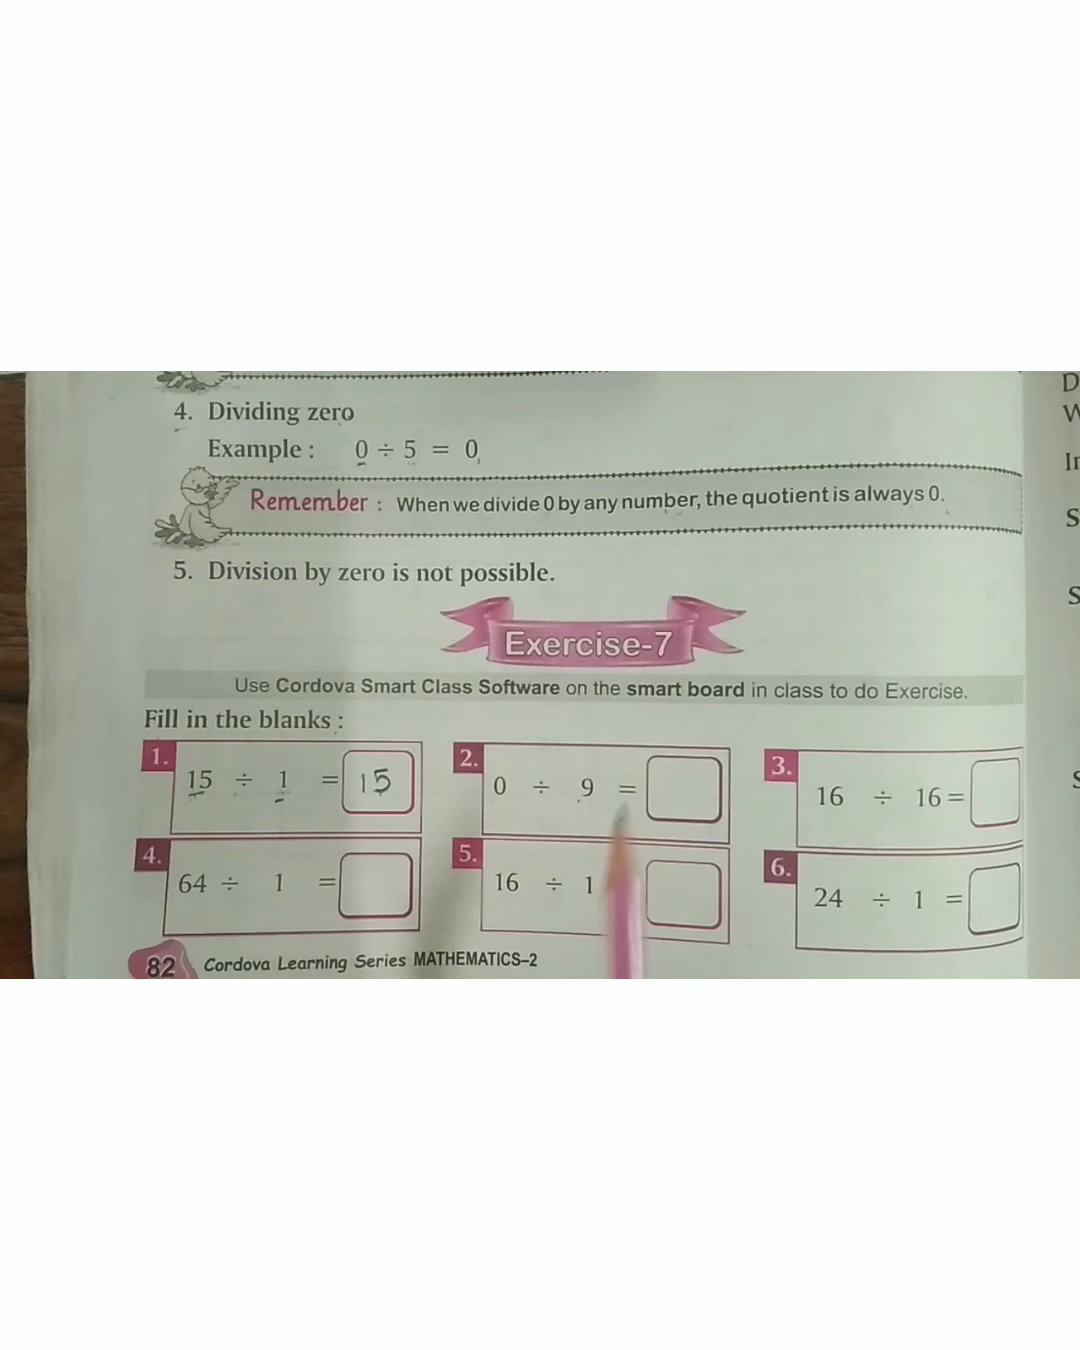 4. Dividing zero
Example : 0 ÷ 5 = 0
Remember : When we divide 0 by any number, the quotient is always 0.
5. Division by zero is not possible.
Exercise-7
Use Cordova Smart Class Software on the smart board in class to do Exercise.
Fill in the blanks :
1. 15 ÷ 1 = 15
2. 0 ÷ 9 =
3. 16 ÷ 16 =
4. 64 ÷ 1 =
5. 16 ÷ 1
6. 24 ÷ 1 =
82 Cordova Learning Series MATHEMATICS–2